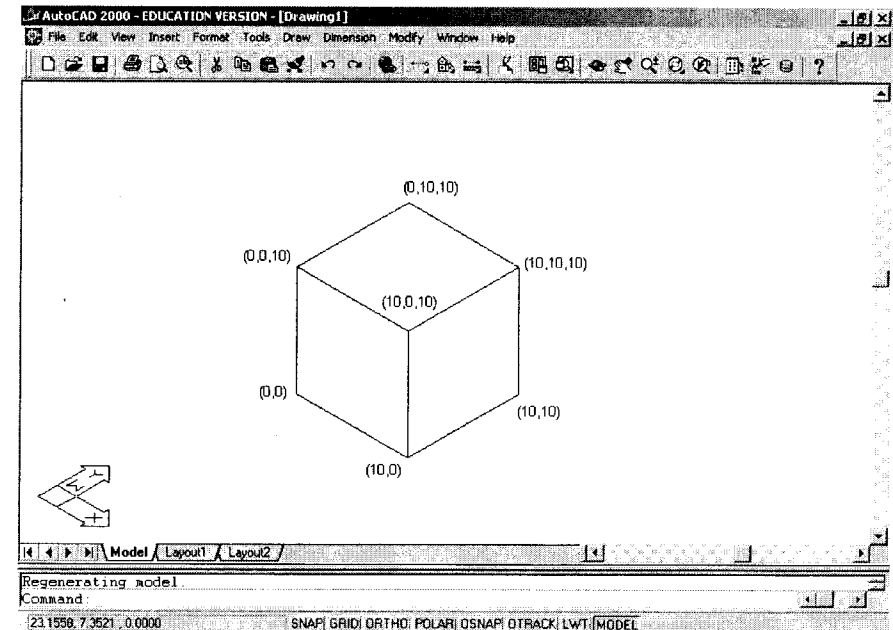 AutoCAD 2000 - EDUCATION VERSION - [Drawing1]
File Edit View Insert Format Tools Draw Dimension Modify Window Help
(0,10,10)
(0,0,10)
(10,10,10)
(10,0,10)
(0,0)
(10,10)
(10,0)
Y
W
Model Layout1 Layout2
Regenerating model.
Command:
23.1558, 7.3521 , 0.0000 SNAP GRID ORTHO POLAR OSNAP OTRACK LWT MODEL